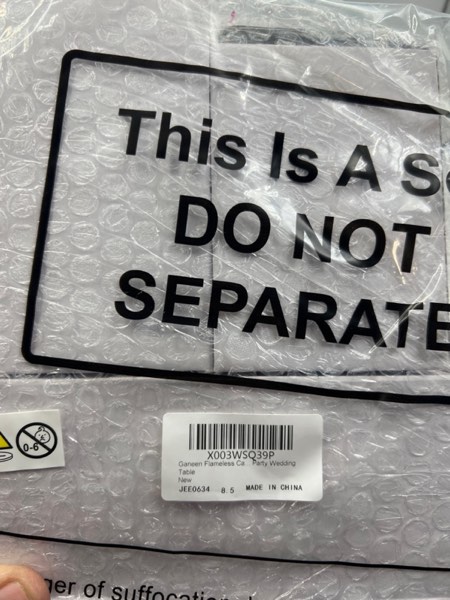 This Is A S
DO NOT
SEPARATE
0-6
X003WSQ39P
Ganeen Flameless Ca... Party Wedding
Table
New
JEE0634 8.5 MADE IN CHINA
ger of suffocation